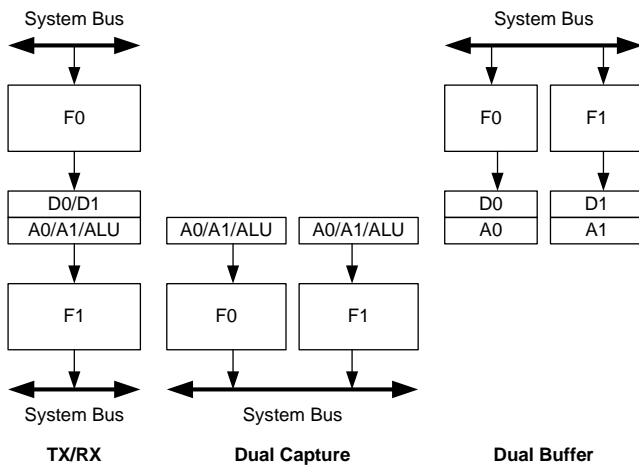 System Bus
System Bus
F0
F0
F1
D0/D1
A0/A1/ALU
A0/A1/ALU
A0/A1/ALU
D0
A0
D1
A1
F1
F0
F1
System Bus
System Bus
TX/RX
Dual Capture
Dual Buffer